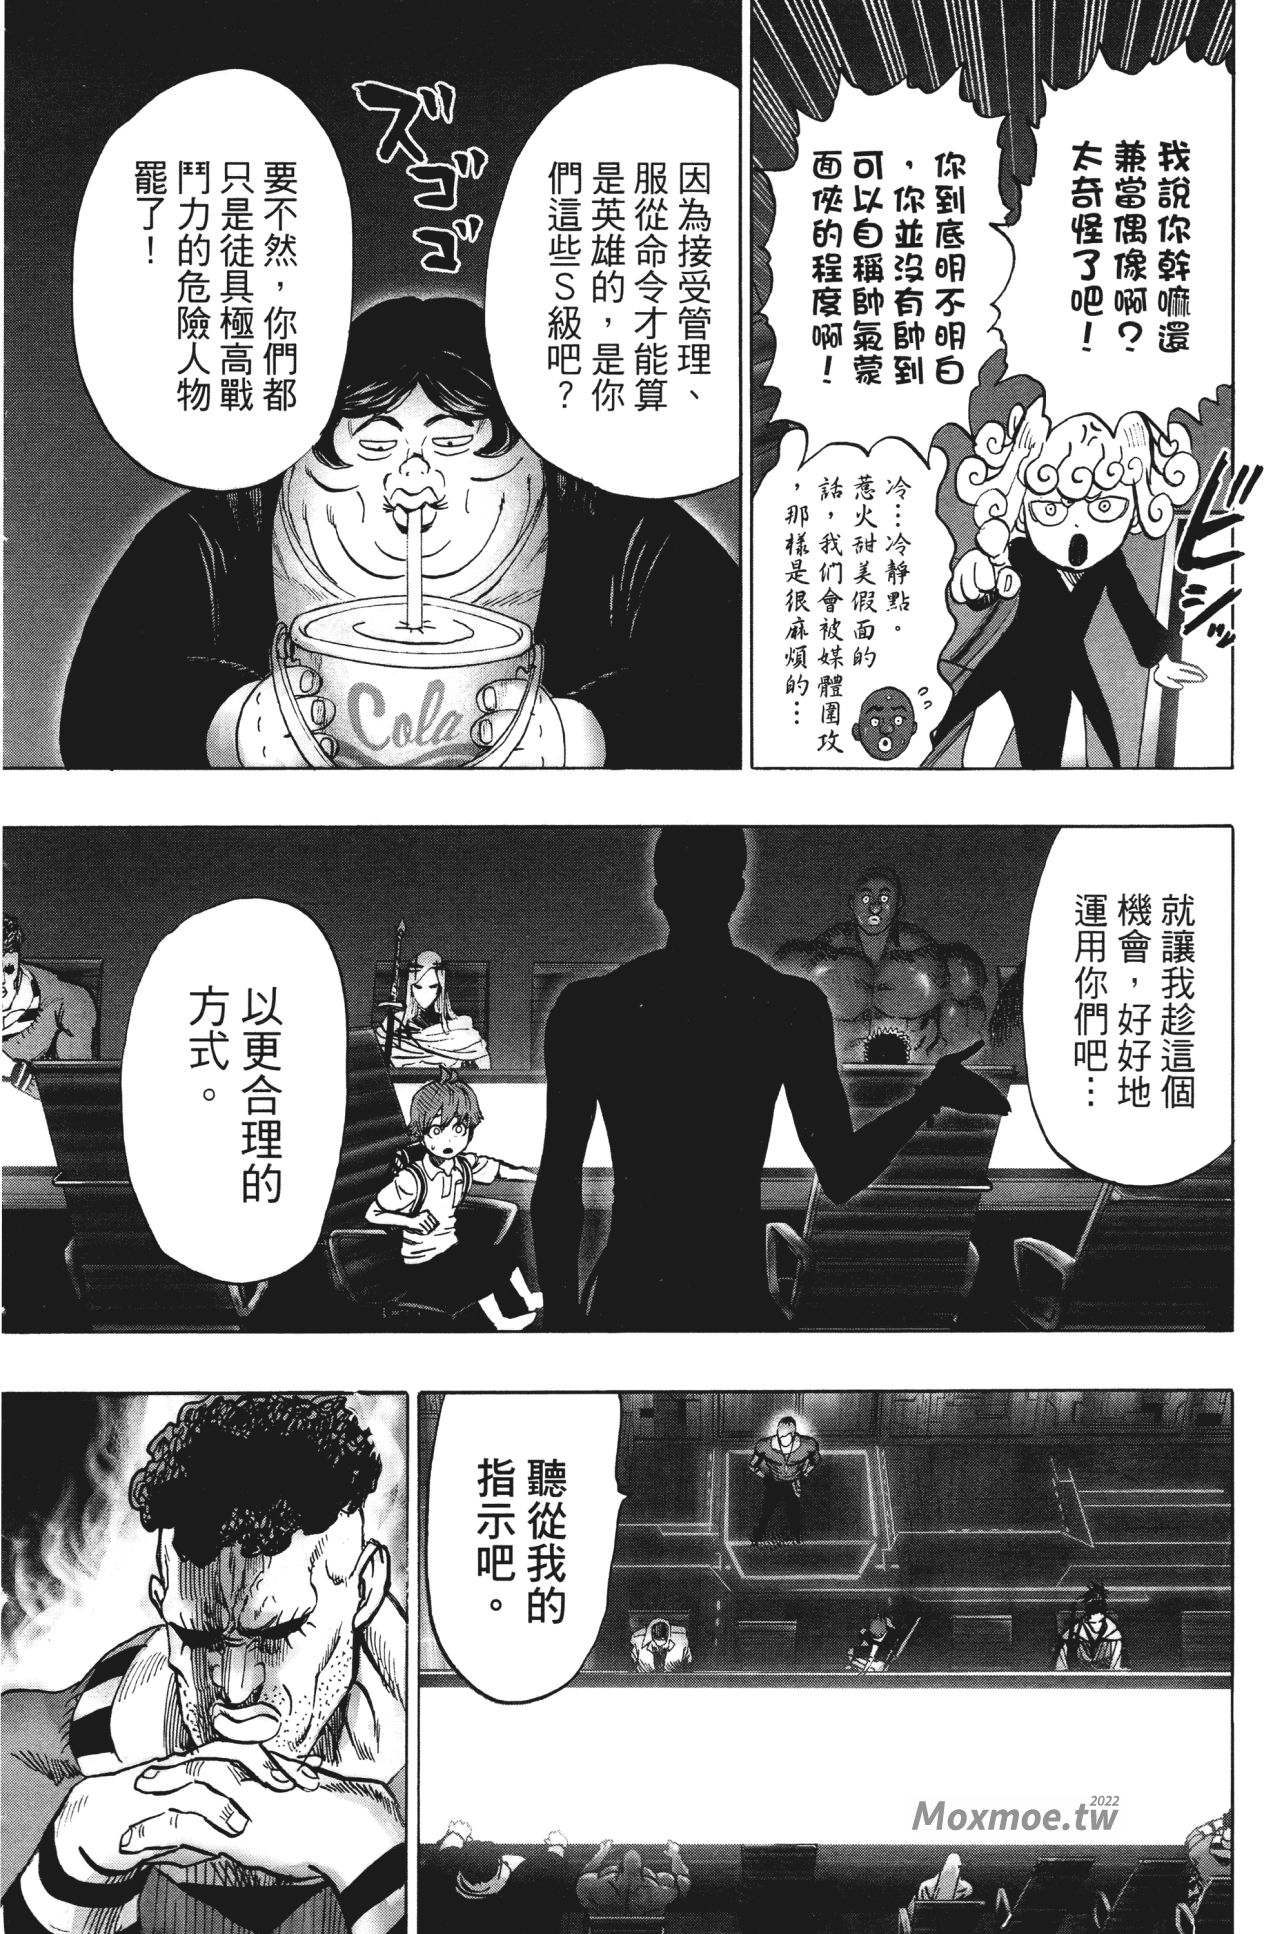 我說你幹嘛還
兼當偶像啊？
太奇怪了吧！
你到底明不明白
，你並沒有帥到
可以自稱帥氣蒙
面俠的程度啊！
冷…冷靜點。
惹火甜美假面的
話，我們會被媒體圍攻
，那樣是很麻煩的…
ビシッ
因為接受管理、
服從命令才能算
是英雄的，是你
們這些S級吧？
ズゴゴゴ
要不然，你們都
只是徒具極高戰
鬥力的危險人物
罷了！
Cola
就讓我趁這個
機會，好好地
運用你們吧…
以更合理的
方式。
聽從我的
指示吧。
2022
Moxmoe.tw